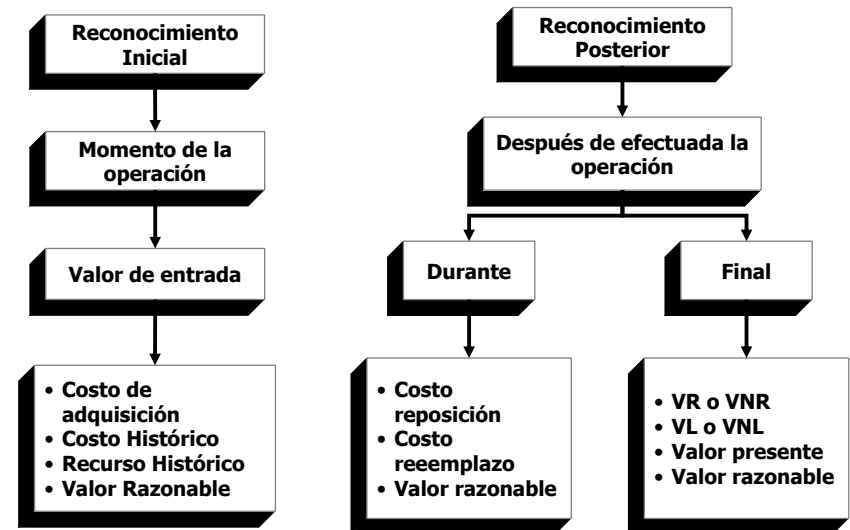 Reconocimiento
Inicial
Momento de la
operación
Valor de entrada
• Costo de
adquisición
• Costo Histórico
• Recurso Histórico
• Valor Razonable
Reconocimiento
Posterior
Después de efectuada la
operación
Durante
• Costo
reposición
• Costo
reeemplazo
• Valor razonable
Final
• VR o VNR
• VL o VNL
• Valor presente
• Valor razonable